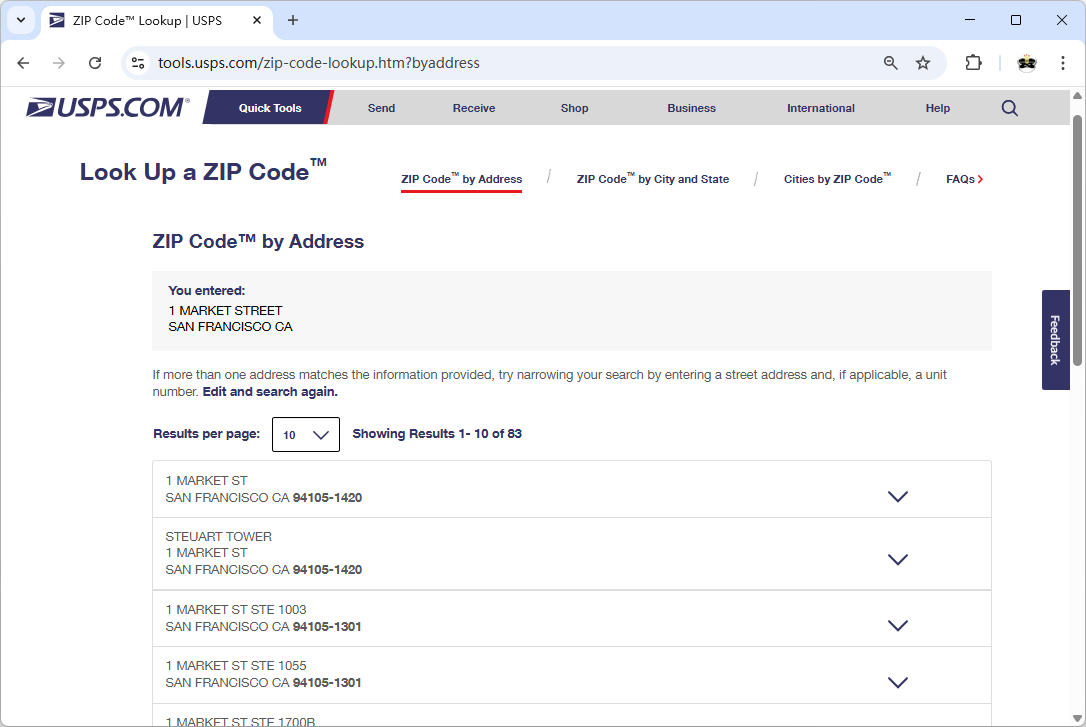 ZIP Code™ Lookup | USPS
tools.usps.com/zip-code-lookup.htm?byaddress
USPS.COM®
Quick Tools
Send
Receive
Shop
Business
International
Help
Look Up a ZIP Code™
ZIP Code™ by Address
/
ZIP Code™ by City and State
/
Cities by ZIP Code™
/
FAQs
ZIP Code™ by Address
You entered:
1 MARKET STREET
SAN FRANCISCO CA
Feedback
If more than one address matches the information provided, try narrowing your search by entering a street address and, if applicable, a unit
number. Edit and search again.
Results per page:
10
Showing Results 1- 10 of 83
1 MARKET ST
SAN FRANCISCO CA 94105-1420
STEUART TOWER
1 MARKET ST
SAN FRANCISCO CA 94105-1420
1 MARKET ST STE 1003
SAN FRANCISCO CA 94105-1301
1 MARKET ST STE 1055
SAN FRANCISCO CA 94105-1301
1 MARKET ST STE 1700B